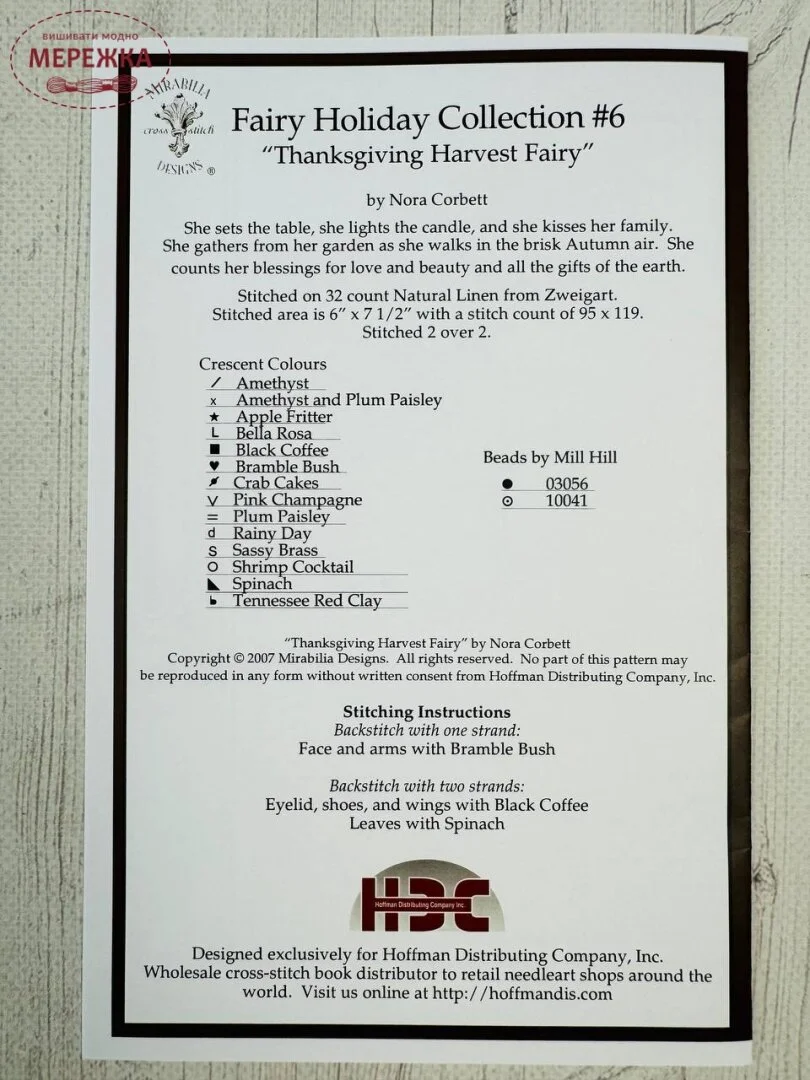 вишивати модно
МЕРЕЖКА
MIRABILIA
cross stitch
DESIGNS ®
Fairy Holiday Collection #6
“Thanksgiving Harvest Fairy”
by Nora Corbett
She sets the table, she lights the candle, and she kisses her family.
She gathers from her garden as she walks in the brisk Autumn air. She
counts her blessings for love and beauty and all the gifts of the earth.
Stitched on 32 count Natural Linen from Zweigart.
Stitched area is 6” x 7 1/2” with a stitch count of 95 x 119.
Stitched 2 over 2.
Crescent Colours
/ Amethyst
x Amethyst and Plum Paisley
★ Apple Fritter
L Bella Rosa
■ Black Coffee
♥ Bramble Bush
Crab Cakes
V Pink Champagne
= Plum Paisley
d Rainy Day
S Sassy Brass
O Shrimp Cocktail
◣ Spinach
Tennessee Red Clay
Beads by Mill Hill
● 03056
⊙ 10041
“Thanksgiving Harvest Fairy” by Nora Corbett
Copyright © 2007 Mirabilia Designs. All rights reserved. No part of this pattern may
be reproduced in any form without written consent from Hoffman Distributing Company, Inc.
Stitching Instructions
Backstitch with one strand:
Face and arms with Bramble Bush
Backstitch with two strands:
Eyelid, shoes, and wings with Black Coffee
Leaves with Spinach
HDC
Hoffman Distributing Company Inc.
Designed exclusively for Hoffman Distributing Company, Inc.
Wholesale cross-stitch book distributor to retail needleart shops around the
world. Visit us online at http://hoffmandis.com